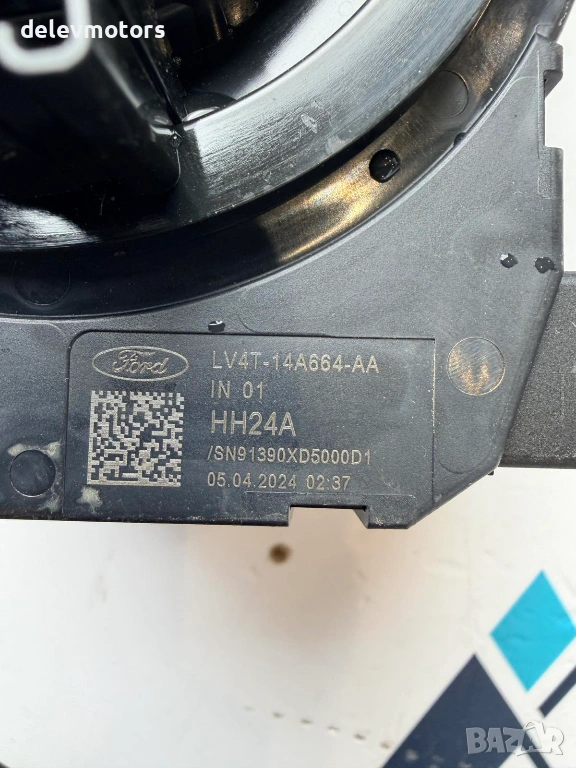 delevmotors
Ford
LV4T-14A664-AA
IN 01
HH24A
/SN91390XD5000D1
05.04.2024 02:37
BAZAR